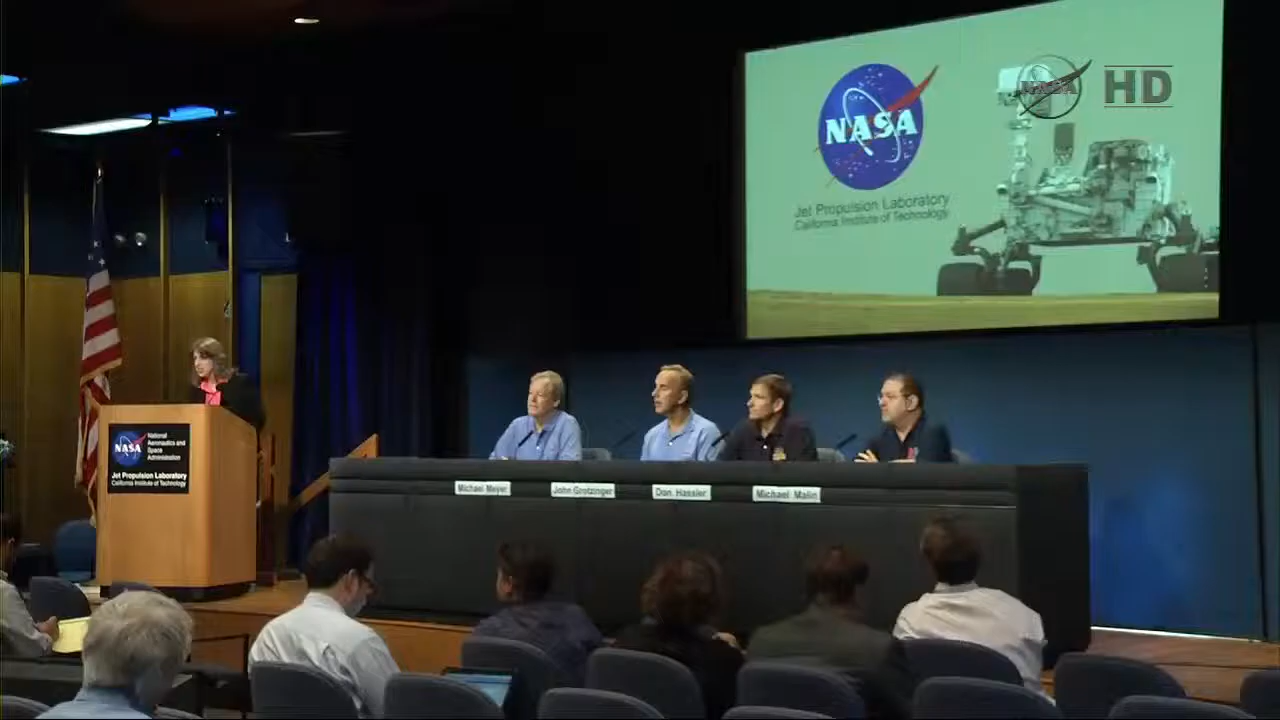 NASA
Jet Propulsion Laboratory
California Institute of Technology
NASA
HD
NASA
National
Aeronautics and
Space
Administration
Jet Propulsion Laboratory
California Institute of Technology
Michael Meyer
John Grotzinger
Don. Hassler
Michael Malin